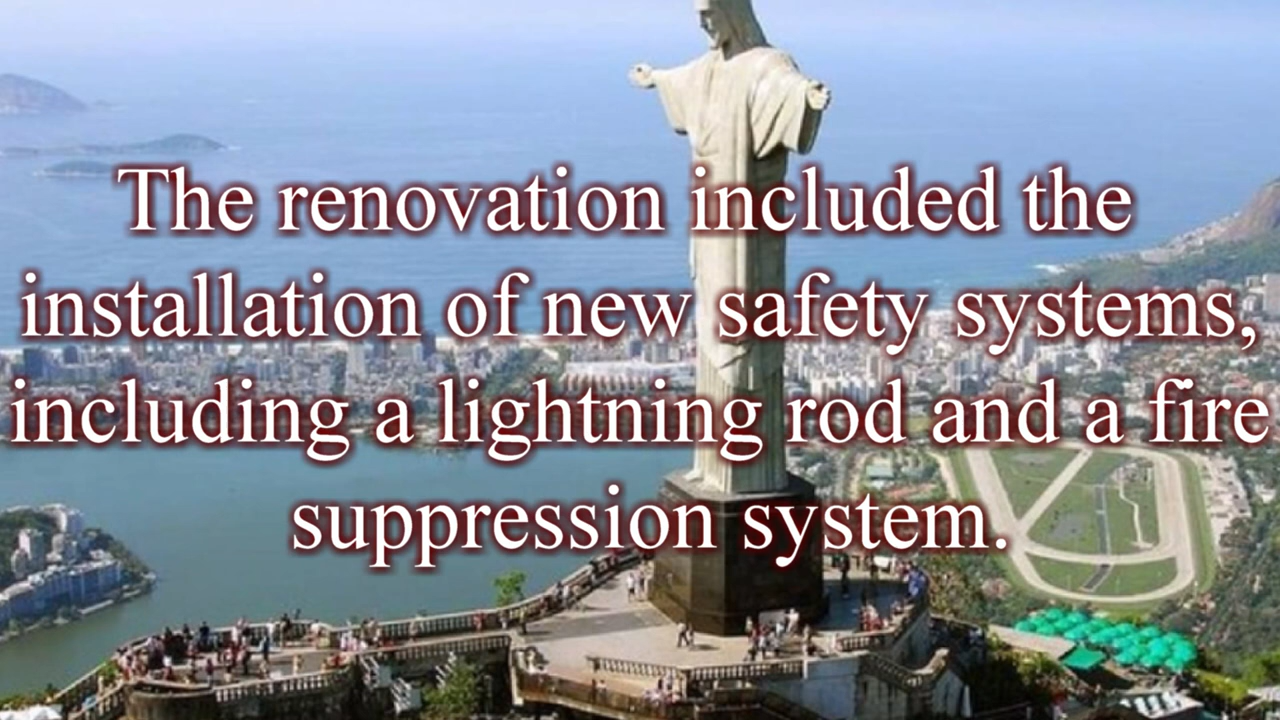 The renovation included the
installation of new safety systems,
including a lightning rod and a fire
suppression system.